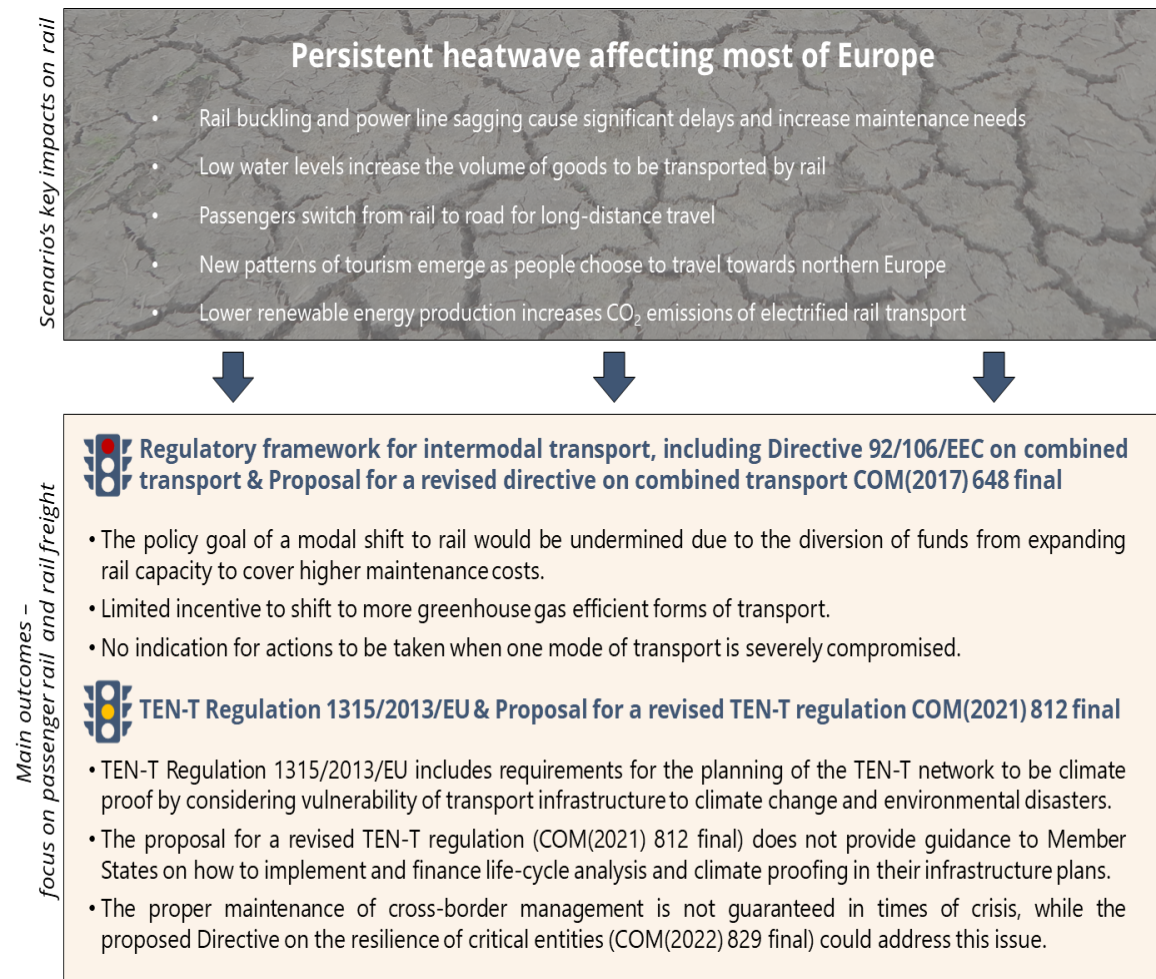 Scenario's key impacts on rail
Persistent heatwave affecting most of Europe
• Rail buckling and power line sagging cause significant delays and increase maintenance needs
• Low water levels increase the volume of goods to be transported by rail
• Passengers switch from rail to road for long-distance travel
• New patterns of tourism emerge as people choose to travel towards northern Europe
• Lower renewable energy production increases CO₂ emissions of electrified rail transport
Main outcomes –
focus on passenger rail and rail freight
Regulatory framework for intermodal transport, including Directive 92/106/EEC on combined
transport & Proposal for a revised directive on combined transport COM(2017) 648 final
• The policy goal of a modal shift to rail would be undermined due to the diversion of funds from expanding
rail capacity to cover higher maintenance costs.
• Limited incentive to shift to more greenhouse gas efficient forms of transport.
• No indication for actions to be taken when one mode of transport is severely compromised.
TEN-T Regulation 1315/2013/EU & Proposal for a revised TEN-T regulation COM(2021) 812 final
• TEN-T Regulation 1315/2013/EU includes requirements for the planning of the TEN-T network to be climate
proof by considering vulnerability of transport infrastructure to climate change and environmental disasters.
• The proposal for a revised TEN-T regulation (COM(2021) 812 final) does not provide guidance to Member
States on how to implement and finance life-cycle analysis and climate proofing in their infrastructure plans.
• The proper maintenance of cross-border management is not guaranteed in times of crisis, while the
proposed Directive on the resilience of critical entities (COM(2022) 829 final) could address this issue.